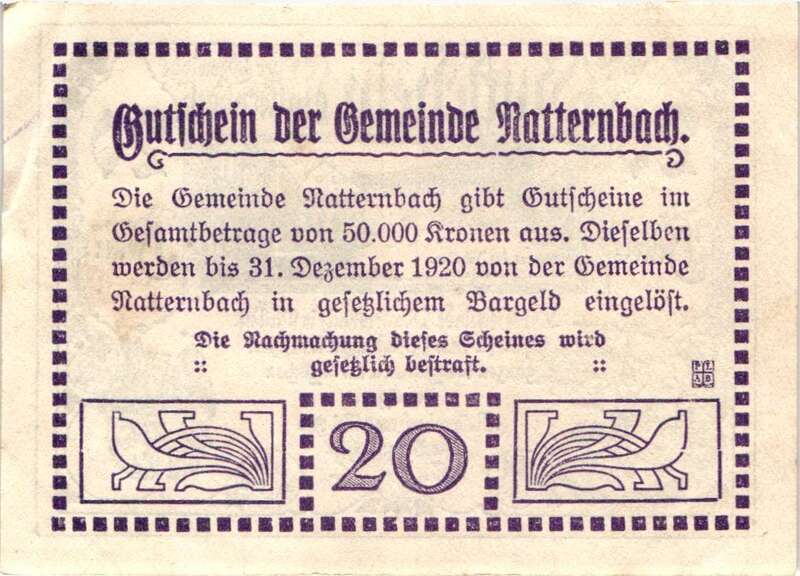 Gutschein der Gemeinde Natternbach.
Die Gemeinde Natternbach gibt Gutscheine im
Gesamtbetrage von 50.000 Kronen aus. Dieselben
werden bis 31. Dezember 1920 von der Gemeinde
Natternbach in gesetzlichem Bargeld eingelöst.
Die Nachmachung dieses Scheines wird
:: gesetzlich bestraft. ::
20